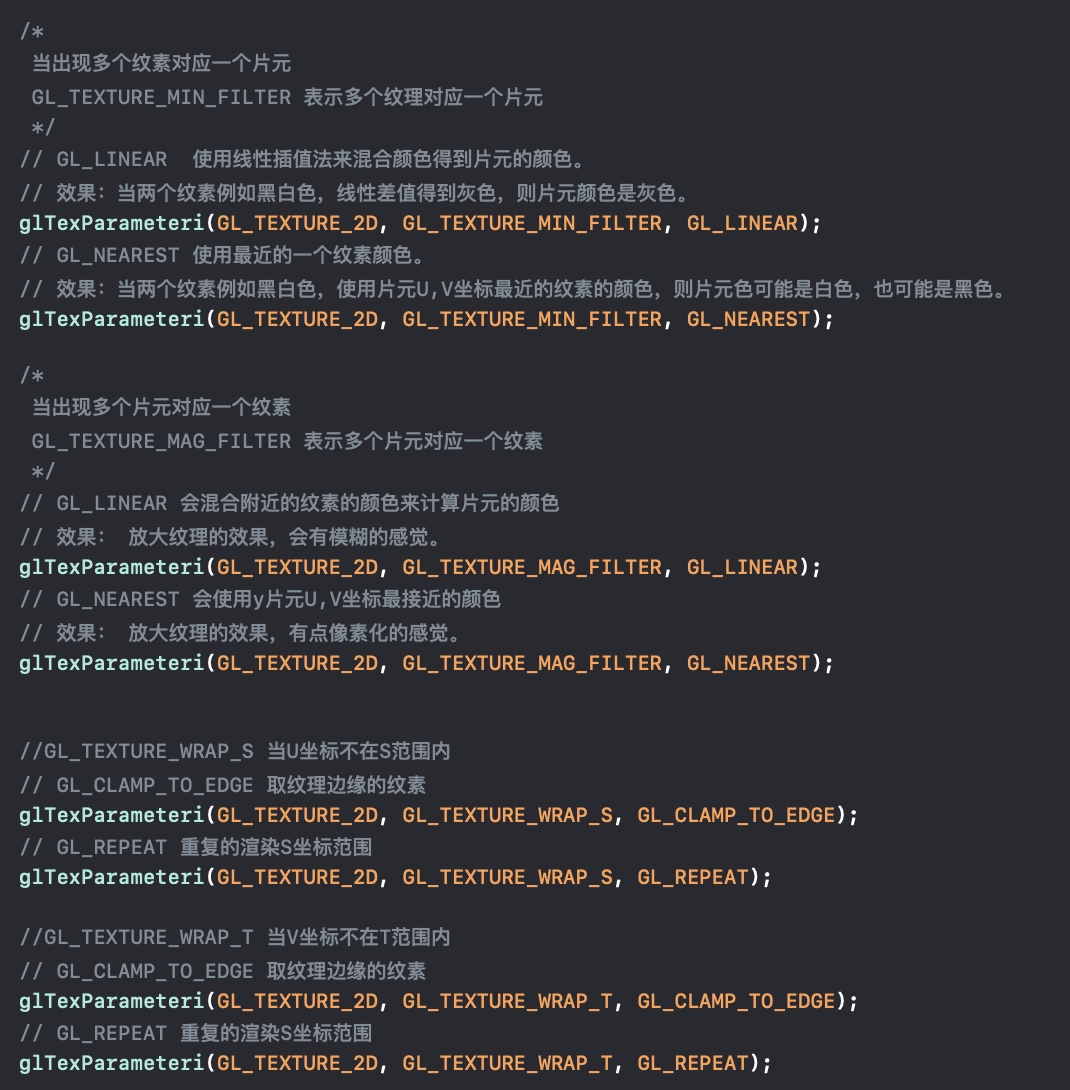 /*
当出现多个纹素对应一个片元
GL_TEXTURE_MIN_FILTER 表示多个纹理对应一个片元
*/
// GL_LINEAR  使用线性插值法来混合颜色得到片元的颜色。
// 效果：当两个纹素例如黑白色，线性差值得到灰色，则片元颜色是灰色。
glTexParameteri(GL_TEXTURE_2D, GL_TEXTURE_MIN_FILTER, GL_LINEAR);
// GL_NEAREST 使用最近的一个纹素颜色。
// 效果：当两个纹素例如黑白色，使用片元U,V坐标最近的纹素的颜色，则片元色可能是白色，也可能是黑色。
glTexParameteri(GL_TEXTURE_2D, GL_TEXTURE_MIN_FILTER, GL_NEAREST);
/*
当出现多个片元对应一个纹素
GL_TEXTURE_MAG_FILTER 表示多个片元对应一个纹素
*/
// GL_LINEAR 会混合附近的纹素的颜色来计算片元的颜色
// 效果： 放大纹理的效果，会有模糊的感觉。
glTexParameteri(GL_TEXTURE_2D, GL_TEXTURE_MAG_FILTER, GL_LINEAR);
// GL_NEAREST 会使用y片元U,V坐标最接近的颜色
// 效果： 放大纹理的效果，有点像素化的感觉。
glTexParameteri(GL_TEXTURE_2D, GL_TEXTURE_MAG_FILTER, GL_NEAREST);
//GL_TEXTURE_WRAP_S 当U坐标不在S范围内
// GL_CLAMP_TO_EDGE 取纹理边缘的纹素
glTexParameteri(GL_TEXTURE_2D, GL_TEXTURE_WRAP_S, GL_CLAMP_TO_EDGE);
// GL_REPEAT 重复的渲染S坐标范围
glTexParameteri(GL_TEXTURE_2D, GL_TEXTURE_WRAP_S, GL_REPEAT);
//GL_TEXTURE_WRAP_T 当V坐标不在T范围内
// GL_CLAMP_TO_EDGE 取纹理边缘的纹素
glTexParameteri(GL_TEXTURE_2D, GL_TEXTURE_WRAP_T, GL_CLAMP_TO_EDGE);
// GL_REPEAT 重复的渲染S坐标范围
glTexParameteri(GL_TEXTURE_2D, GL_TEXTURE_WRAP_T, GL_REPEAT);